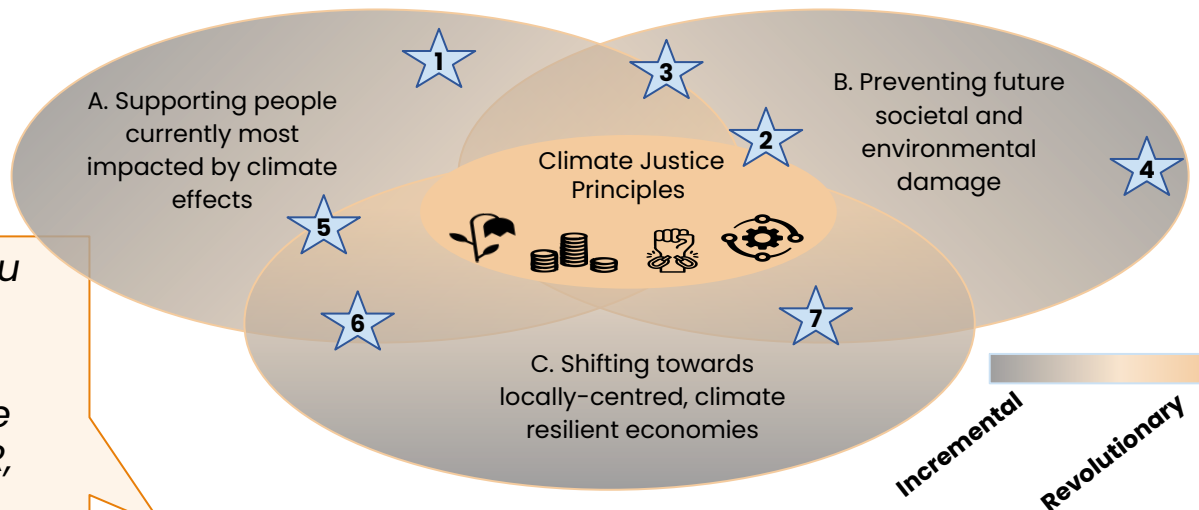 1
3
2
4
5
6
7
A. Supporting people
currently most
impacted by climate
effects
B. Preventing future
societal and
environmental
damage
Climate Justice
Principles
C. Shifting towards
locally-centred, climate
resilient economies
Incremental
Revolutionary